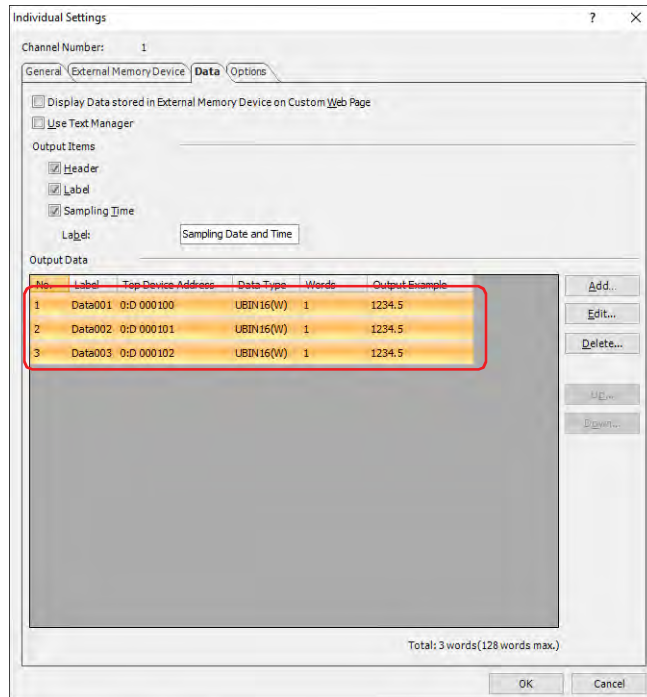 Individual Settings ? ×
Channel Number: 1
General External Memory Device Data Options
Display Data stored in External Memory Device on Custom Web Page
Use Text Manager
Output Items
Header
Label
Sampling Time
Label: Sampling Date and Time
Output Data
No. Label Top Device Address Data Type Words Output Example
1 Data001 0:D 000100 UBIN16(W) 1 1234.5
2 Data002 0:D 000101 UBIN16(W) 1 1234.5
3 Data003 0:D 000102 UBIN16(W) 1 1234.5
Add...
Edit...
Delete...
Up...
Down...
Total: 3 words(128 words max.)
OK Cancel